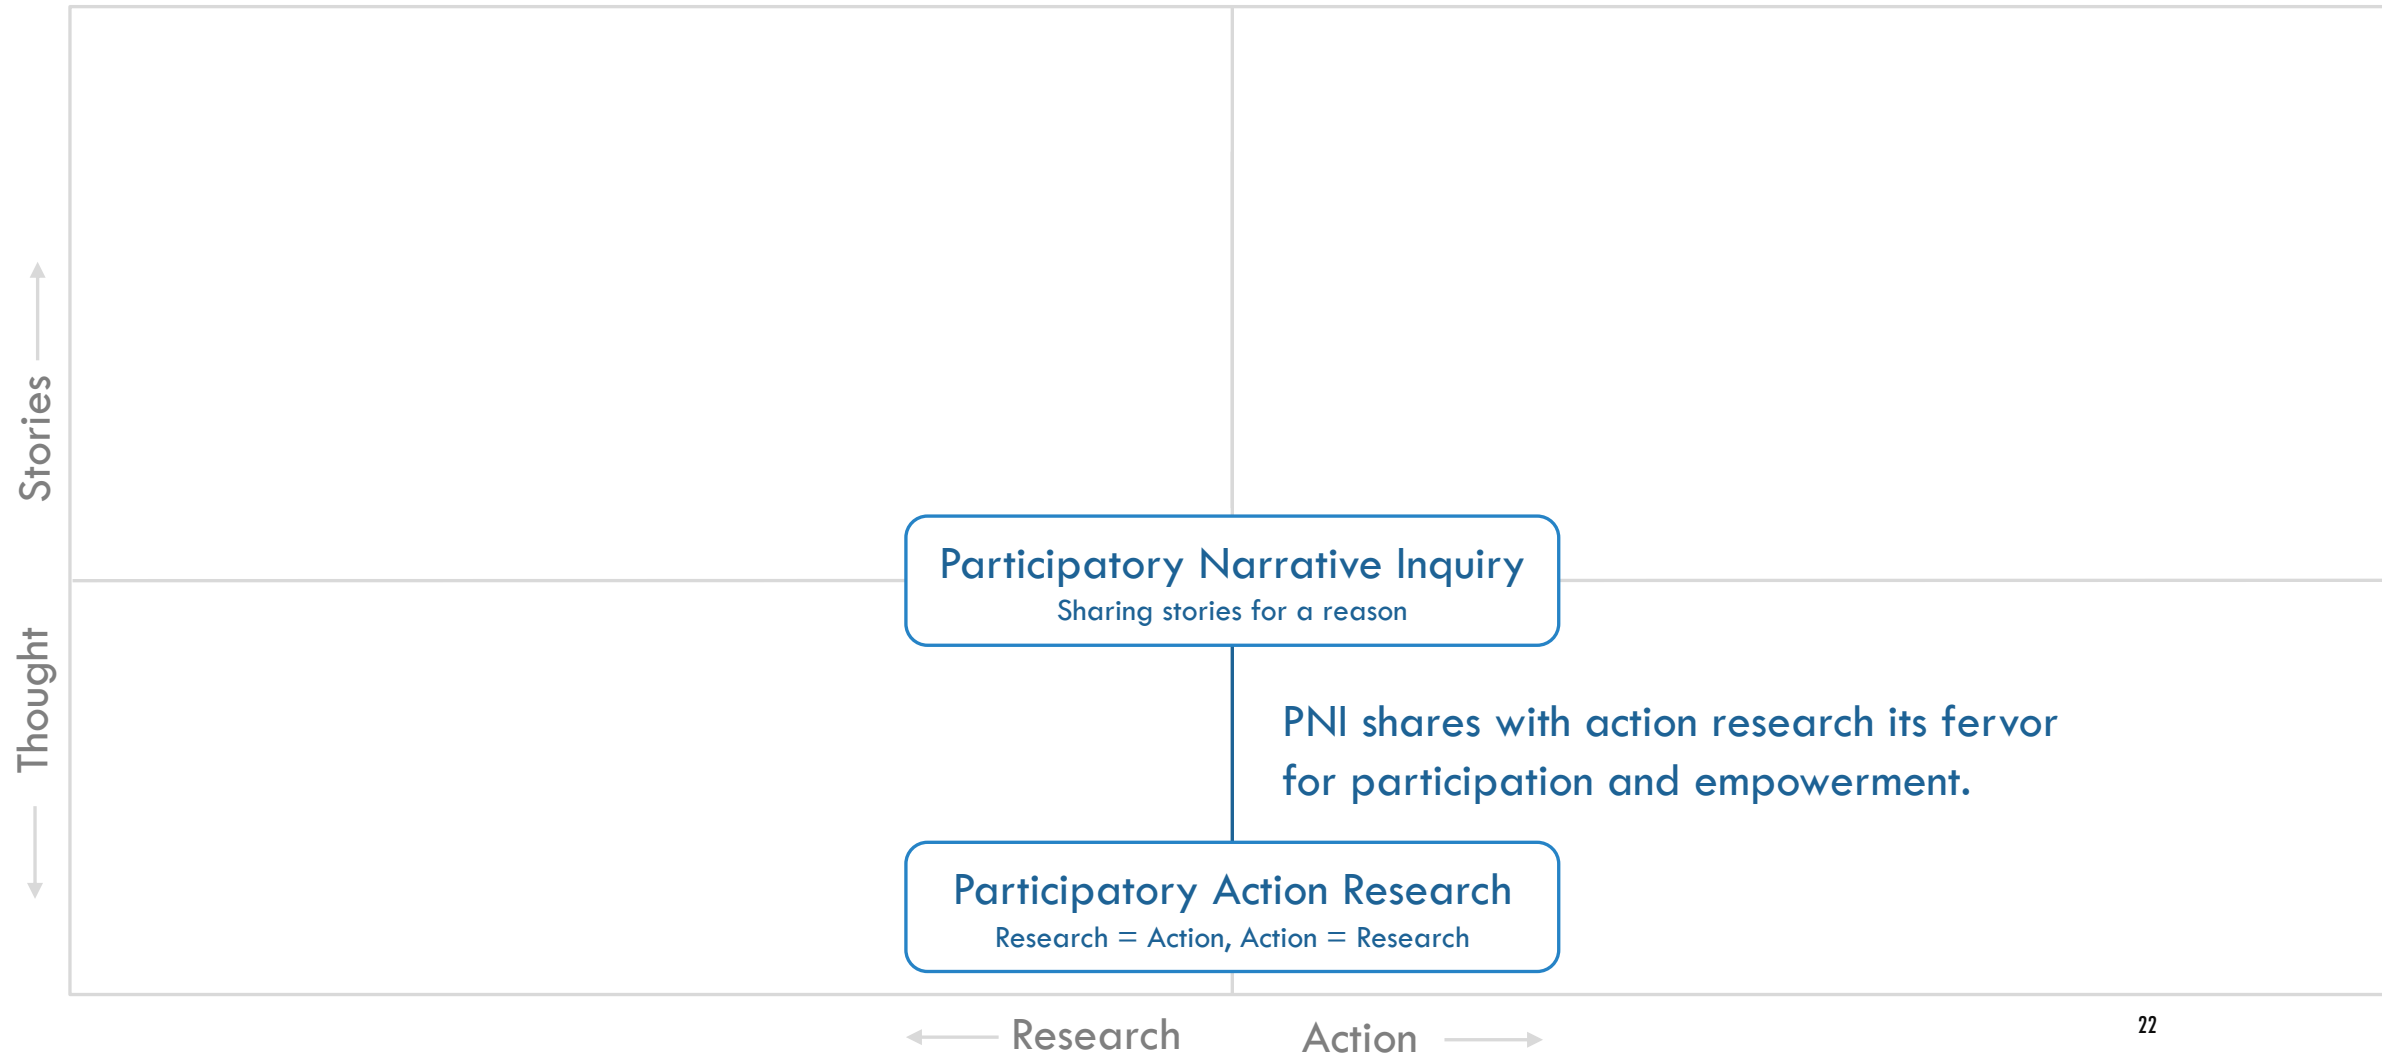 Stories
Participatory Narrative Inquiry
Sharing stories for a reason
Thought
PNI shares with action research its fervor
for participation and empowerment.
Participatory Action Research
Research = Action, Action = Research
Research
Action
22